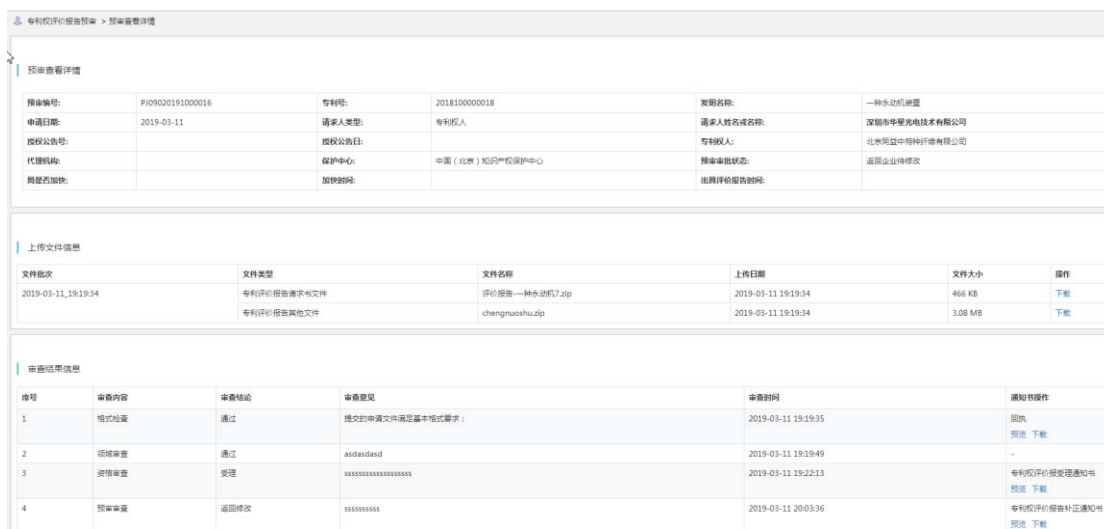 专利权评价报告预审 > 预审查看详情
预审查看详情
预审编号: PJ09020191000016 专利号: 2018100000018 发明名称: 一种永动机装置
申请日期: 2019-03-11 请求人类型: 专利权人 请求人姓名或名称: 深圳市华星光电技术有限公司
授权公告号: 授权公告日: 专利权人: 北京同益中特种纤维有限公司
代理机构: 保护中心: 中国(北京)知识产权保护中心 预审审批状态: 返回企业待修改
局是否加快: 加快时间: 出具评价报告时间:
上传文件信息
文件批次 文件类型 文件名称 上传日期 文件大小 操作
2019-03-11_19:19:34 专利评价报告请求书文件 评价报告-一种永动机7.zip 2019-03-11 19:19:34 466 KB 下载
专利评价报告其他文件 chengnuoshu.zip 2019-03-11 19:19:34 3.08 MB 下载
审查结果信息
序号 审查内容 审查结论 审查意见 审查时间 通知书操作
1 格式检查 通过 提交的申请文件满足基本格式要求: 2019-03-11 19:19:35 回执
预览 下载
2 领域审查 通过 asdasdasd 2019-03-11 19:19:49 -
3 资格审查 受理 ssssssssssssssssss 2019-03-11 19:22:13 专利权评价报受理通知书
预览 下载
4 预审审查 返回修改 ssssssssss 2019-03-11 20:03:36 专利权评价报告补正通知书
预览 下载